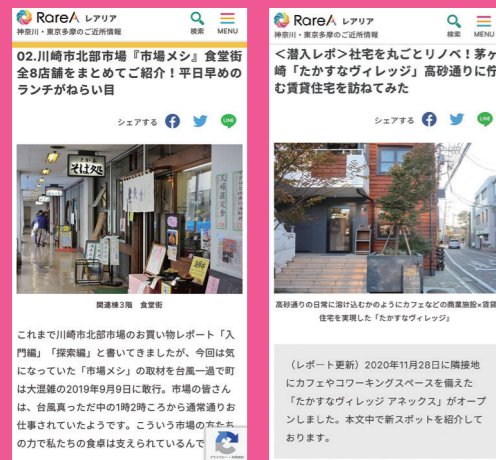 RareA レアリア
神奈川・東京多摩のご近所情報
検索 MENU
02.川崎市北部市場『市場メシ』食堂街
全8店舗をまとめてご紹介！平日早めの
ランチがねらい目
シェアする
LINE
そば処
関連棟3階 食堂街
これまで川崎市北部市場のお買い物レポート「入
門編」「探索編」と書いてきましたが、今回は気
になっていた「市場メシ」の取材を台風一過で町
は大混雑の2019年9月9日に敢行。市場の皆さん
は、台風真っただ中の1時2時ころから通常通りお
仕事されていたようです。こういう市場の方たち
の力で私たちの食卓は支えられているんで
RareA レアリア
神奈川・東京多摩のご近所情報
検索 MENU
＜潜入レポ＞社宅を丸ごとリノベ！茅ヶ
崎「たかすなヴィレッジ」高砂通りに佇
む賃貸住宅を訪ねてみた
シェアする
LINE
高砂通りの日常に溶け込むかのようにカフェなどの商業施設×賃貸
住宅を実現した「たかすなヴィレッジ」
（レポート更新）2020年11月28日に隣接地
にカフェやコワーキングスペースを備えた
「たかすなヴィレッジ アネックス」がオープ
ンしました。本文中で新スポットを紹介して
おります。